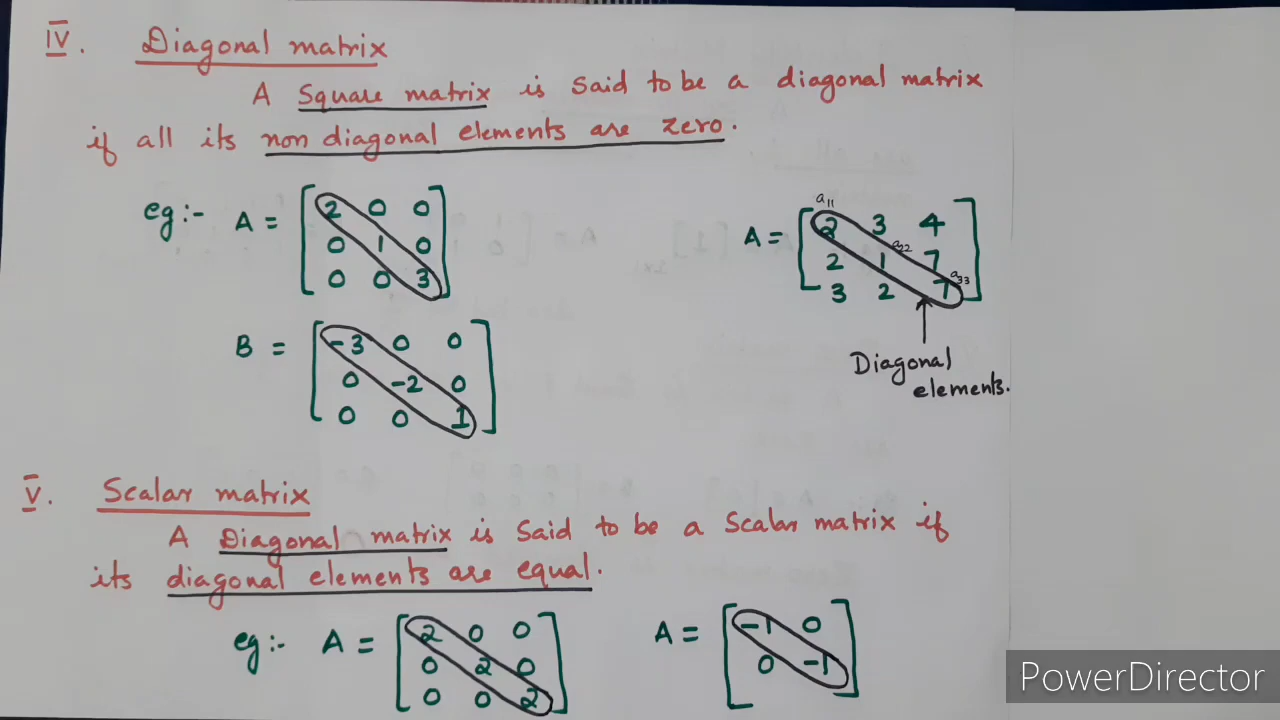 iv. Diagonal matrix
A Square matrix is said to be a diagonal matrix
if all its non diagonal elements are zero.
eg:- A = [2 0 0
0 1 0
0 0 3]
B = [-3 0 0
0 -2 0
0 0 1]
a11
A = [2 3 4
a22
2 1 7
a33
3 2 7]
Diagonal
elements.
v. Scalar matrix
A Diagonal matrix is said to be a Scalar matrix if
its diagonal elements are equal.
eg:- A = [2 0 0
0 2 0
0 0 2]
A = [-1 0
0 -1]
PowerDirector